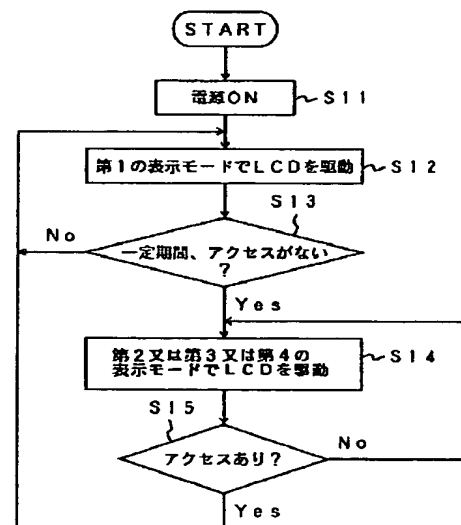 START
電源ON
S11
第1の表示モードでLCDを駆動
S12
S13
No
一定期間、アクセスがない
?
Yes
第2又は第3又は第4の
表示モードでLCDを駆動
S14
S15
アクセスあり?
No
Yes